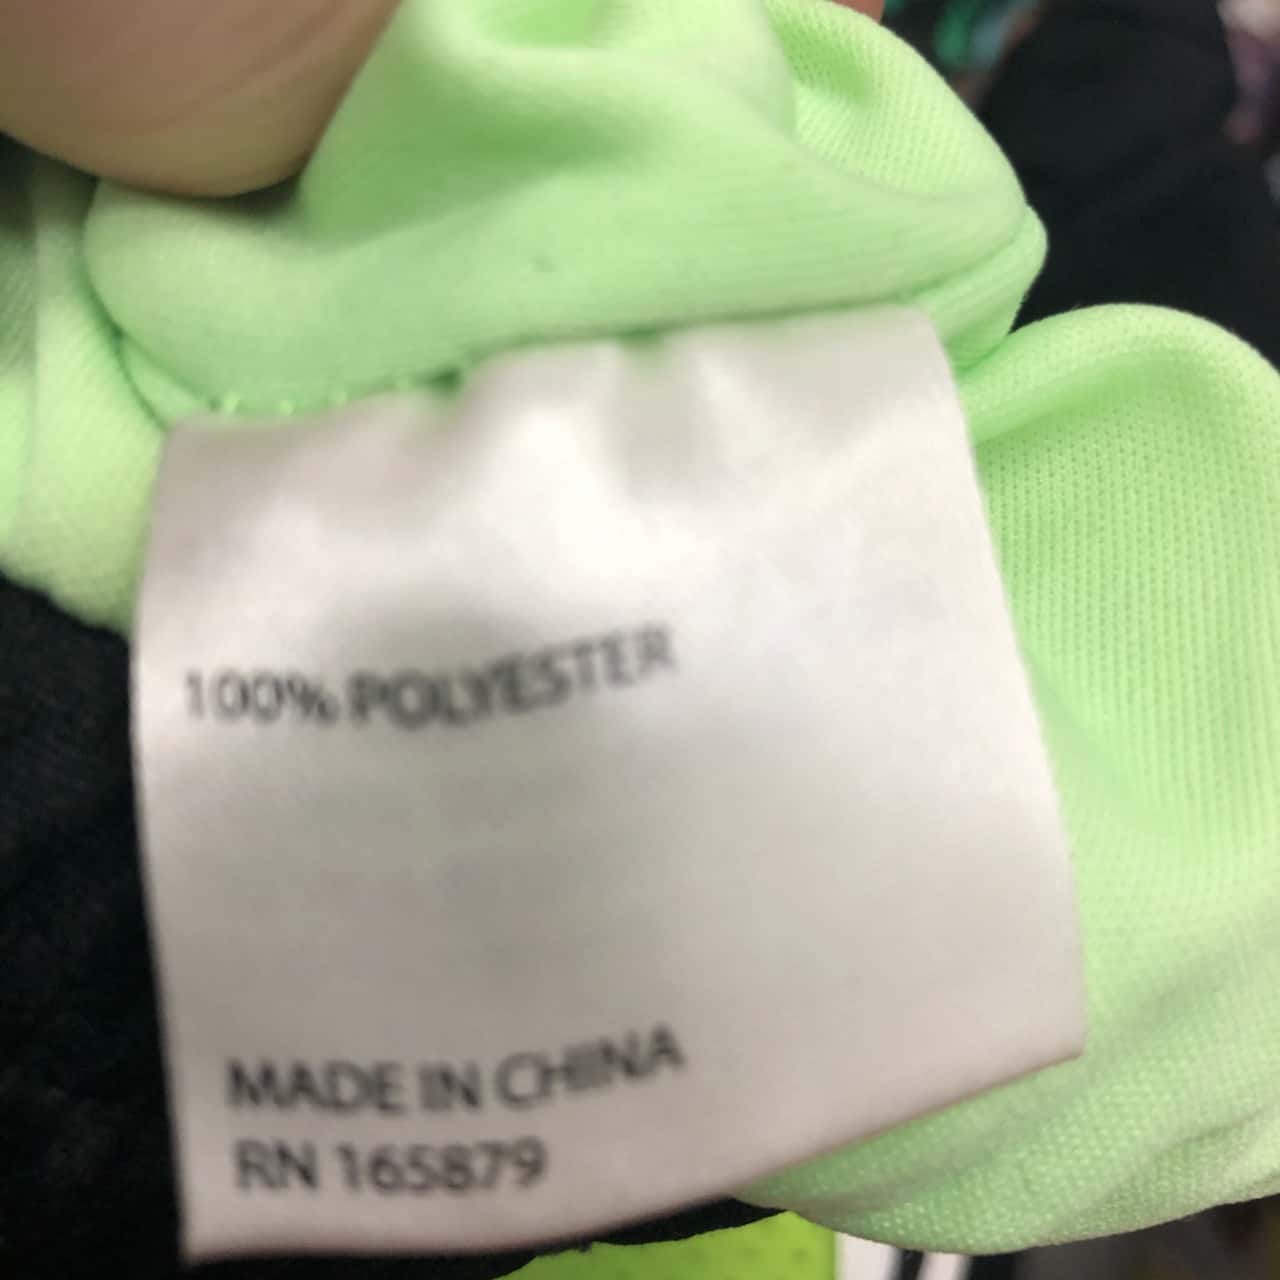 100% POLYESTER
MADE IN CHINA
RN 165879